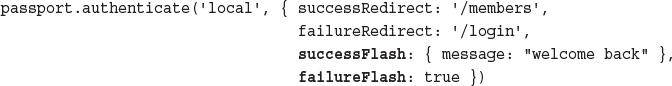 passport.authenticate('local', { successRedirect: '/members',
failureRedirect: '/login',
successFlash: { message: "welcome back" },
failureFlash: true })